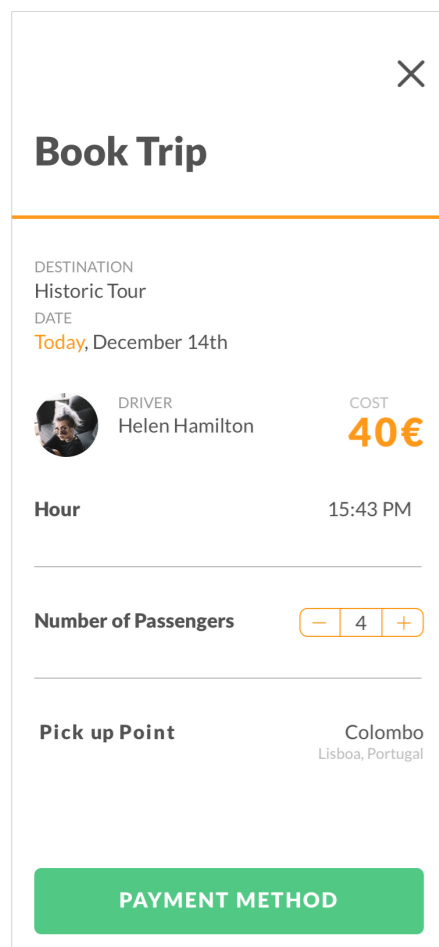 Book Trip
DESTINATION
Historic Tour
DATE
Today, December 14th
DRIVER
Helen Hamilton
COST
40€
Hour
15:43 PM
Number of Passengers
− 4 +
Pick up Point
Colombo
Lisboa, Portugal
PAYMENT METHOD